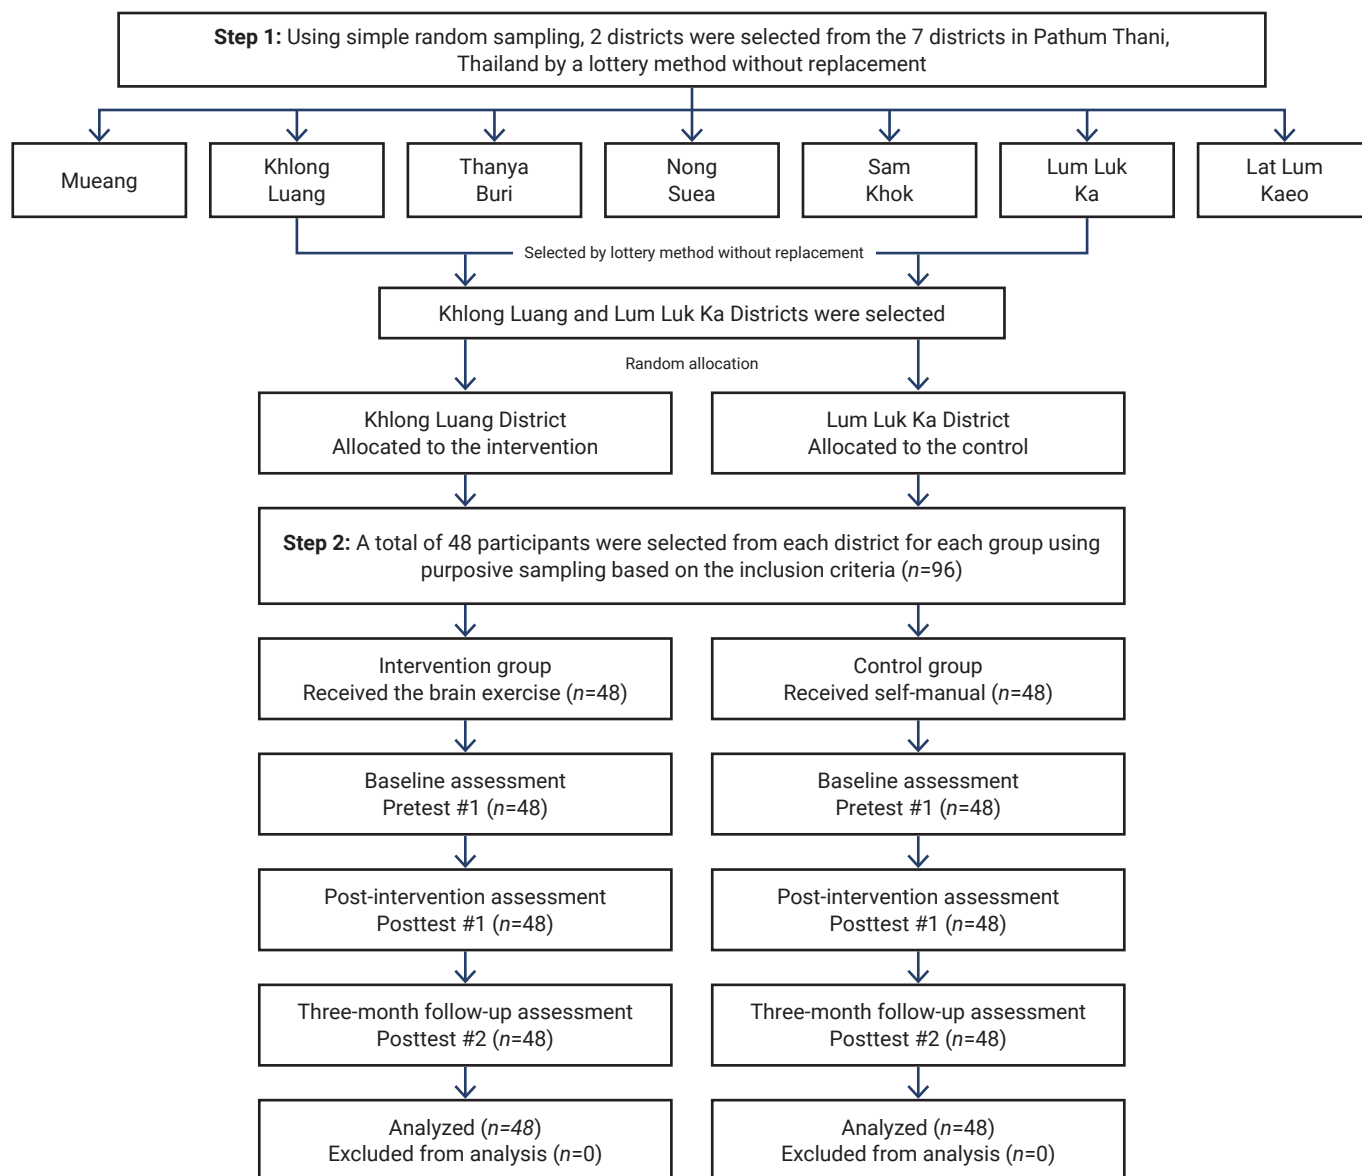 Step 1: Using simple random sampling, 2 districts were selected from the 7 districts in Pathum Thani,
Thailand by a lottery method without replacement
Mueang
Khlong
Luang
Thanya
Buri
Nong
Suea
Sam
Khok
Lum Luk
Ka
Lat Lum
Kaeo
Selected by lottery method without replacement
Khlong Luang and Lum Luk Ka Districts were selected
Random allocation
Khlong Luang District
Allocated to the intervention
Lum Luk Ka District
Allocated to the control
Step 2: A total of 48 participants were selected from each district for each group using
purposive sampling based on the inclusion criteria (n=96)
Intervention group
Received the brain exercise (n=48)
Control group
Received self-manual (n=48)
Baseline assessment
Pretest #1 (n=48)
Baseline assessment
Pretest #1 (n=48)
Post-intervention assessment
Posttest #1 (n=48)
Post-intervention assessment
Posttest #1 (n=48)
Three-month follow-up assessment
Posttest #2 (n=48)
Three-month follow-up assessment
Posttest #2 (n=48)
Analyzed (n=48)
Excluded from analysis (n=0)
Analyzed (n=48)
Excluded from analysis (n=0)